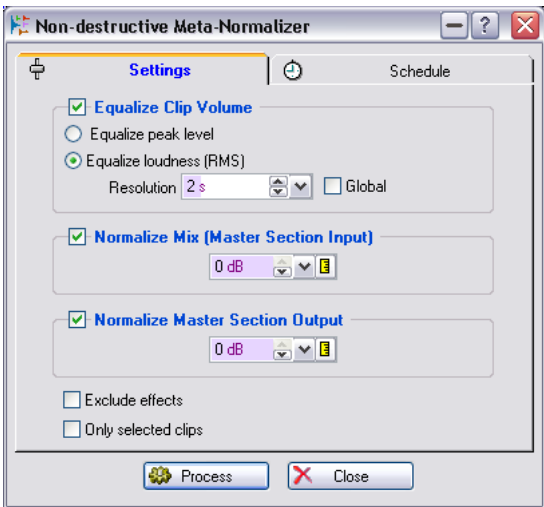 Non-destructive Meta-Normalizer
Settings
Schedule
Equalize Clip Volume
Equalize peak level
Equalize loudness (RMS)
Resolution 2 s Global
Normalize Mix (Master Section Input)
0 dB
Normalize Master Section Output
0 dB
Exclude effects
Only selected clips
Process Close